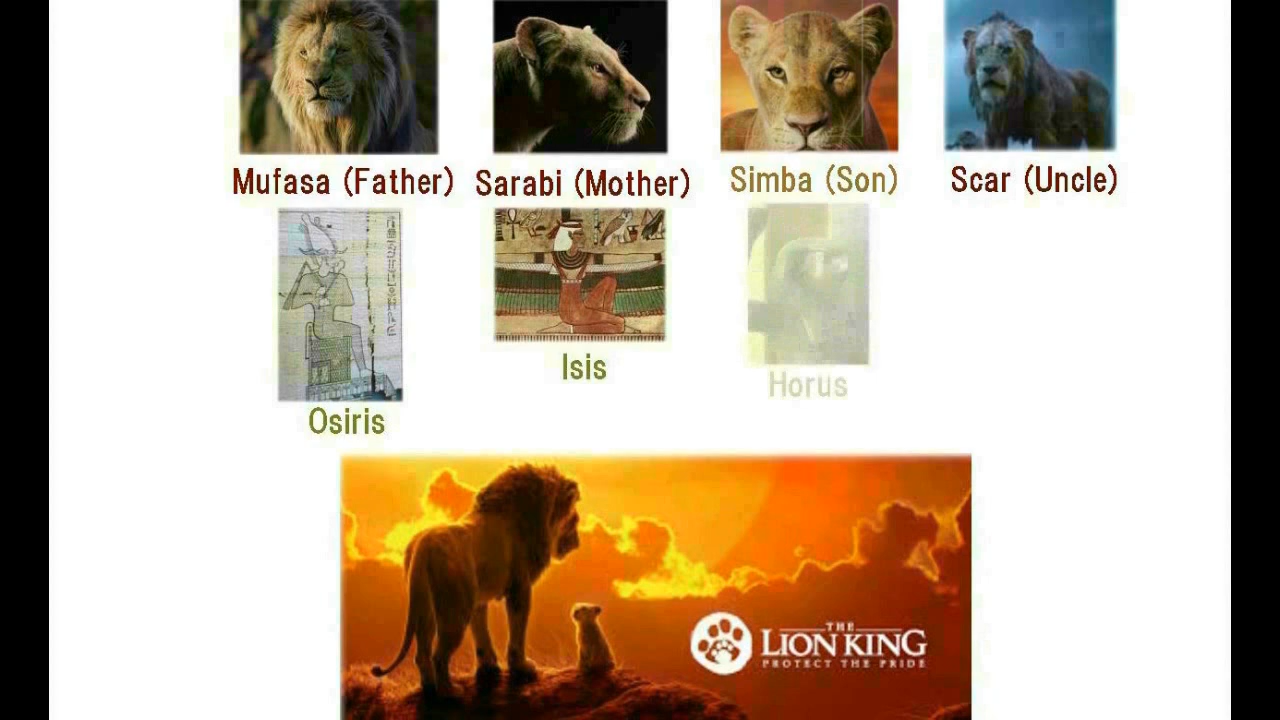 Mufasa (Father) Sarabi (Mother) Simba (Son) Scar (Uncle)
Isis
Horus
Osiris
THE
LION KING
PROTECT THE PRIDE